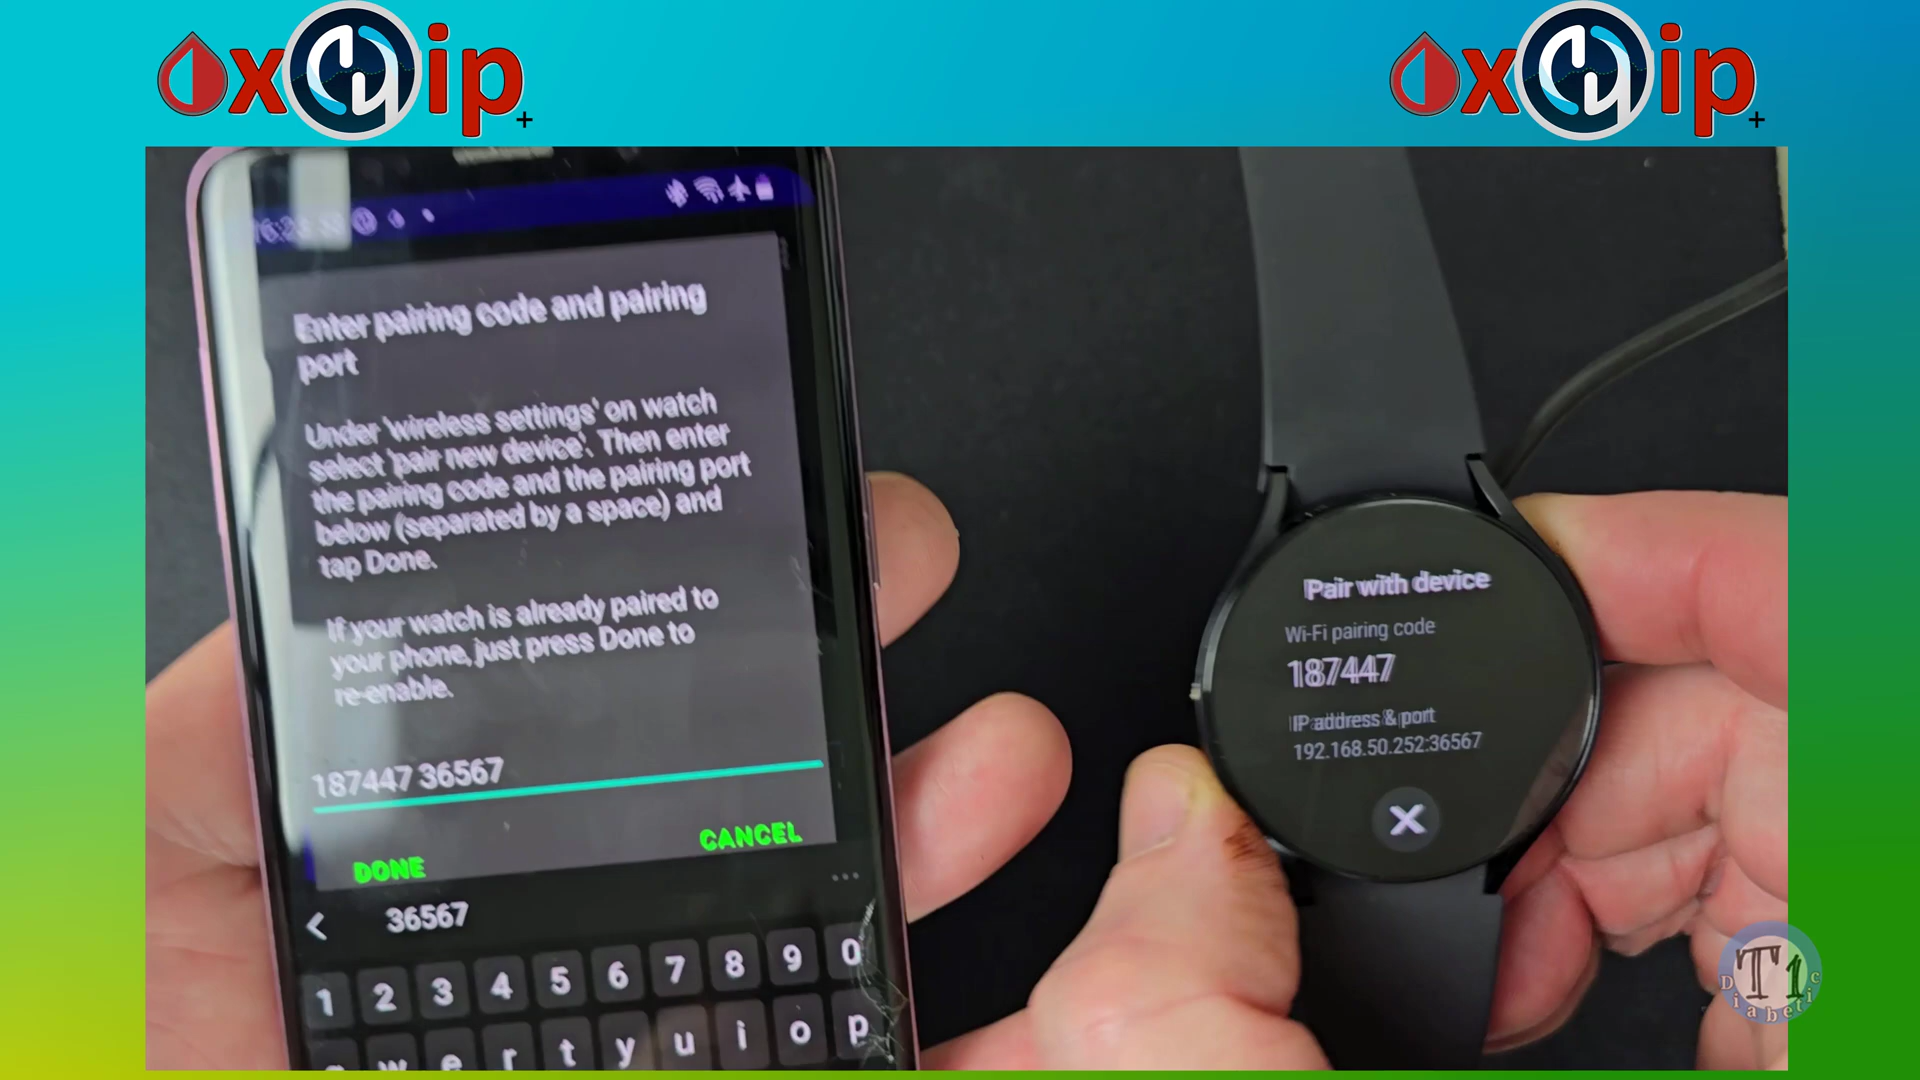 xip+
xip+
Enter pairing code and pairing
port
Under 'wireless settings' on watch
select 'pair new device'. Then enter
the pairing code and the pairing port
below (separated by a space) and
tap Done.
If your watch is already paired to
your phone, just press Done to
re-enable.
187447 36567
CANCEL
DONE
36567
1 2 3 4 5 6 7 8 9 0
w e r t y u i o p
Pair with device
Wi-Fi pairing code
187447
IP address & port
192.168.50.252:36567
T1
Diabetic